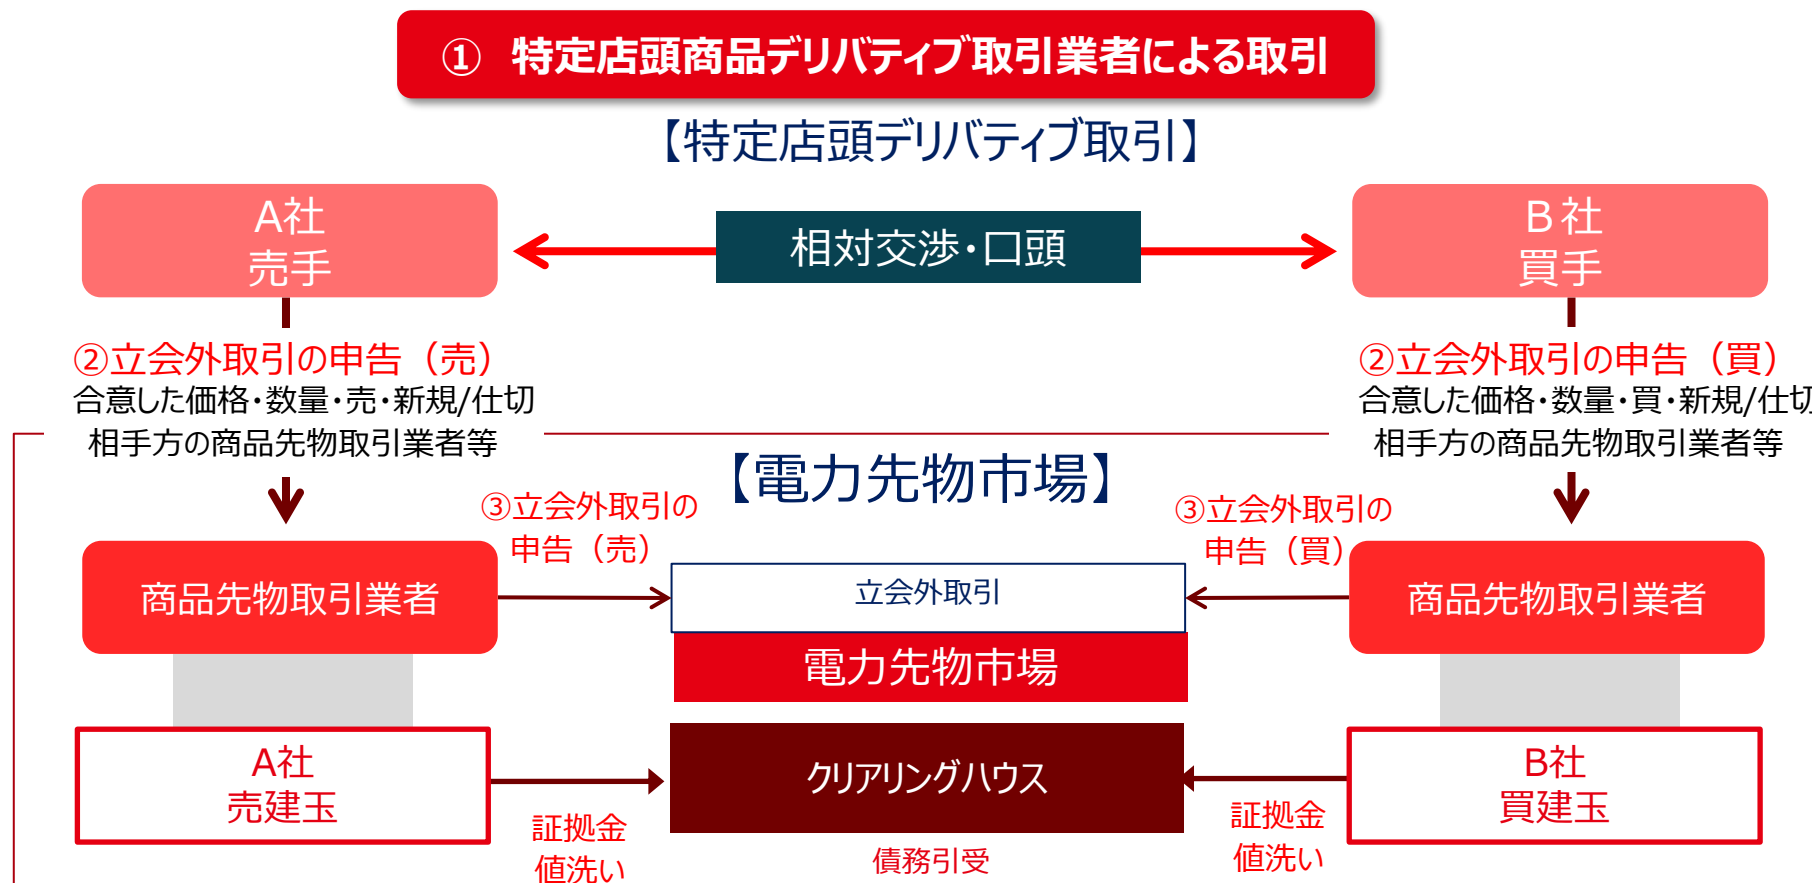 ① 特定店頭商品デリバティブ取引業者による取引
【特定店頭デリバティブ取引】
A社
売手
相対交渉・口頭
B社
買手
②立会外取引の申告（売）
合意した価格・数量・売・新規/仕切
相手方の商品先物取引業者等
②立会外取引の申告（買）
合意した価格・数量・買・新規/仕切
相手方の商品先物取引業者等
【電力先物市場】
③立会外取引の
申告（売）
③立会外取引の
申告（買）
商品先物取引業者
立会外取引
商品先物取引業者
電力先物市場
A社
売建玉
クリアリングハウス
B社
買建玉
証拠金
値洗い
債務引受
証拠金
値洗い